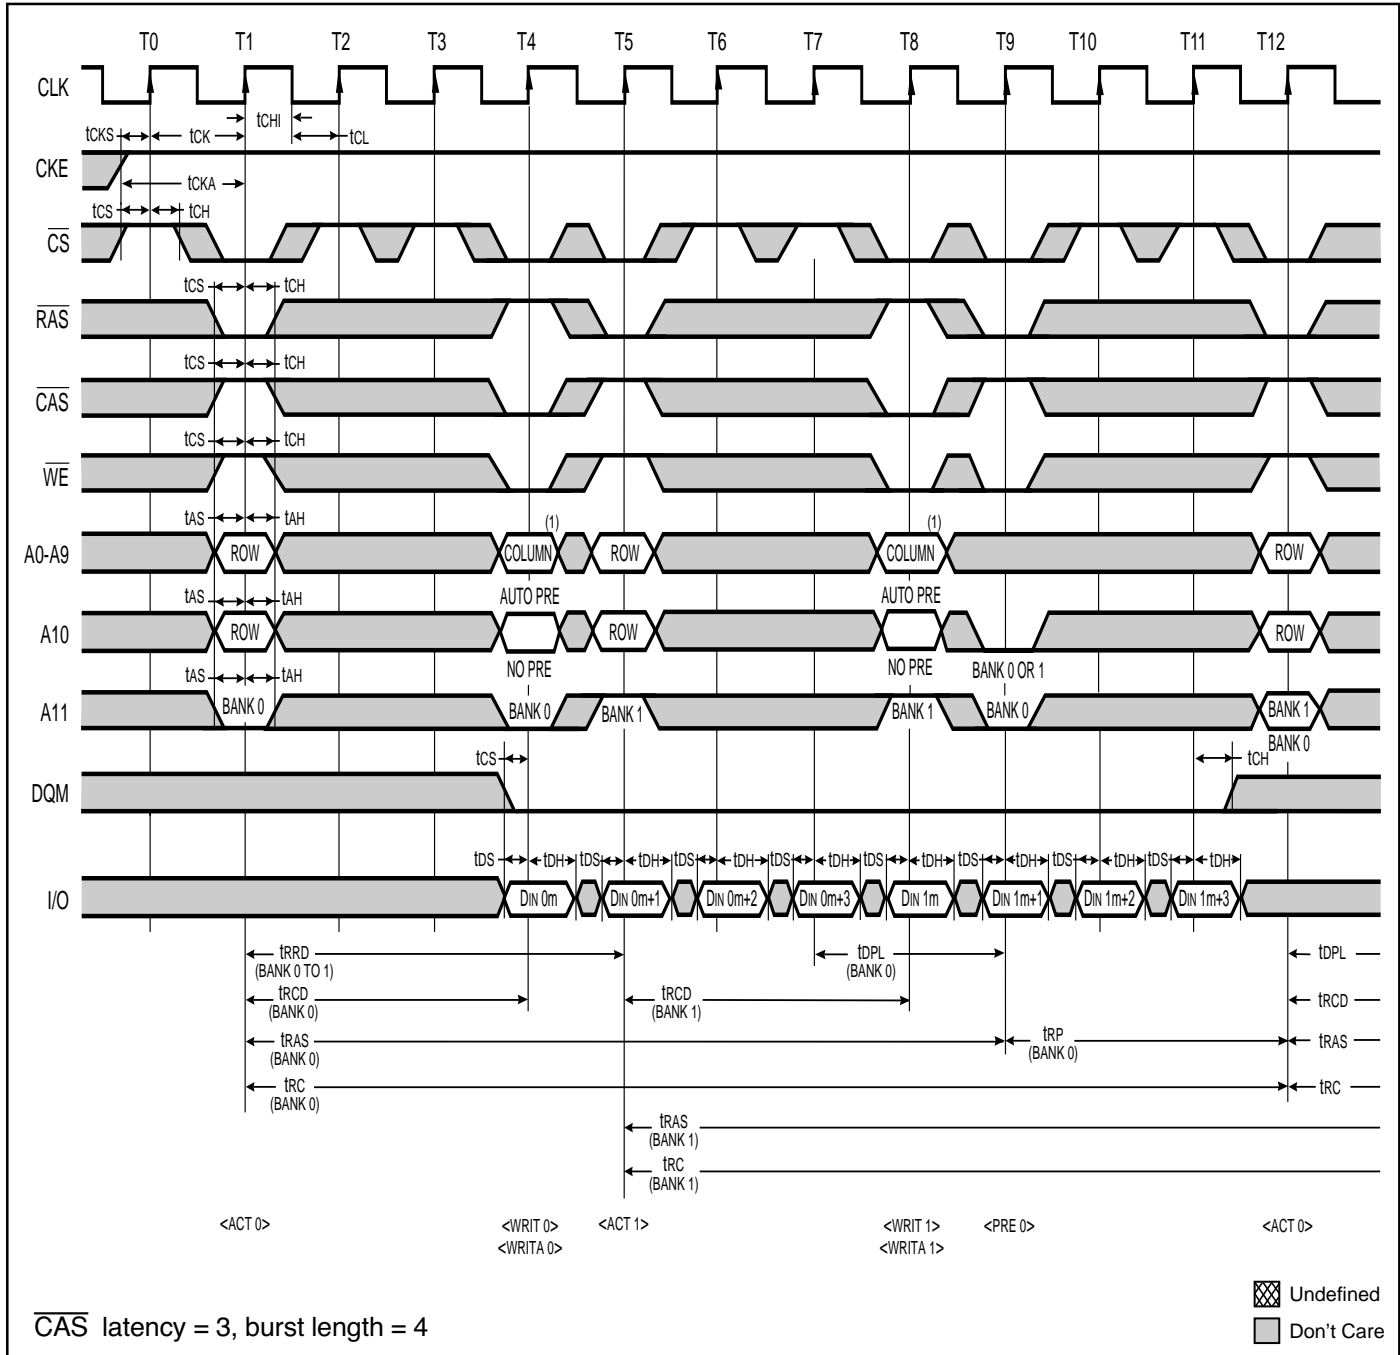 T0 T1 T2 T3 T4 T5 T6 T7 T8 T9 T10 T11 T12
CLK
tCHI
tCKS tCK tCL
CKE
tCKA
tCS tCH
CS
tCS tCH
RAS
tCS tCH
CAS
tCS tCH
WE
tAS tAH (1) (1)
A0-A9 ROW COLUMN ROW COLUMN ROW
tAS tAH AUTO PRE AUTO PRE
A10 ROW ROW ROW
tAS tAH NO PRE NO PRE BANK 0 OR 1
A11 BANK 0 BANK 0 BANK 1 BANK 1 BANK 0 BANK 1
BANK 0
tCS tCH
DQM
tDS tDH tDS tDH tDS tDH tDS tDH tDS tDH tDS tDH tDS tDH tDS tDH
I/O DIN 0m DIN 0m+1 DIN 0m+2 DIN 0m+3 DIN 1m DIN 1m+1 DIN 1m+2 DIN 1m+3
tRRD tDPL tDPL
(BANK 0 TO 1) (BANK 0)
tRCD tRCD tRCD
(BANK 0) (BANK 1)
tRAS tRP tRAS
(BANK 0) (BANK 0)
tRC tRC
(BANK 0)
tRAS
(BANK 1)
tRC
(BANK 1)
<ACT 0> <WRIT 0> <ACT 1> <WRIT 1> <PRE 0> <ACT 0>
<WRITA 0> <WRITA 1>
Undefined
CAS latency = 3, burst length = 4
Don't Care